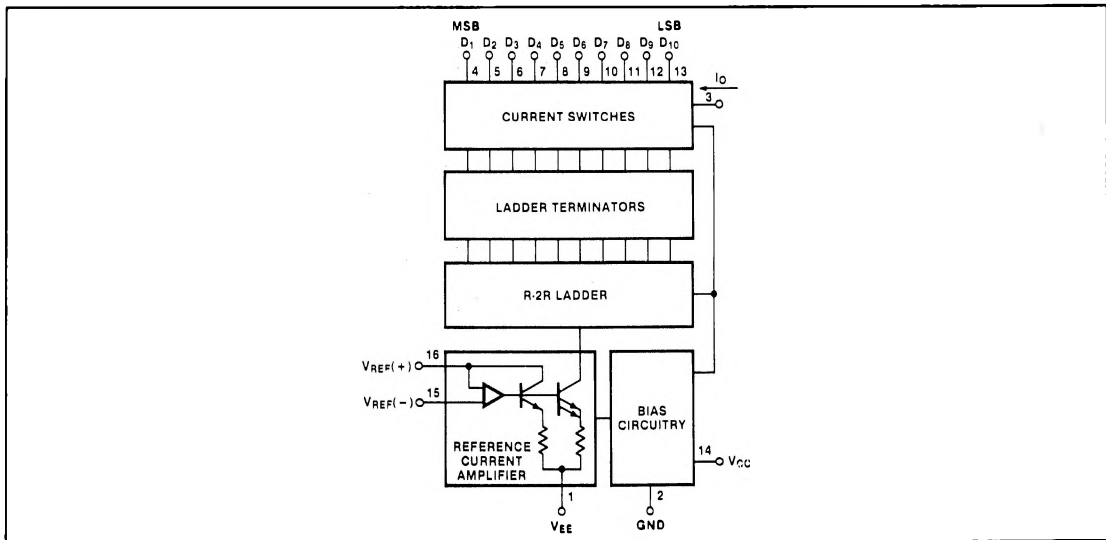 MSB LSB
D1 D2 D3 D4 D5 D6 D7 D8 D9 D10
4 5 6 7 8 9 10 11 12 13
IO
3
CURRENT SWITCHES
LADDER TERMINATORS
R-2R LADDER
16
VREF(+)
15
VREF(−)
REFERENCE
CURRENT
AMPLIFIER
BIAS
CIRCUITRY
14
VCC
1
2
VEE
GND